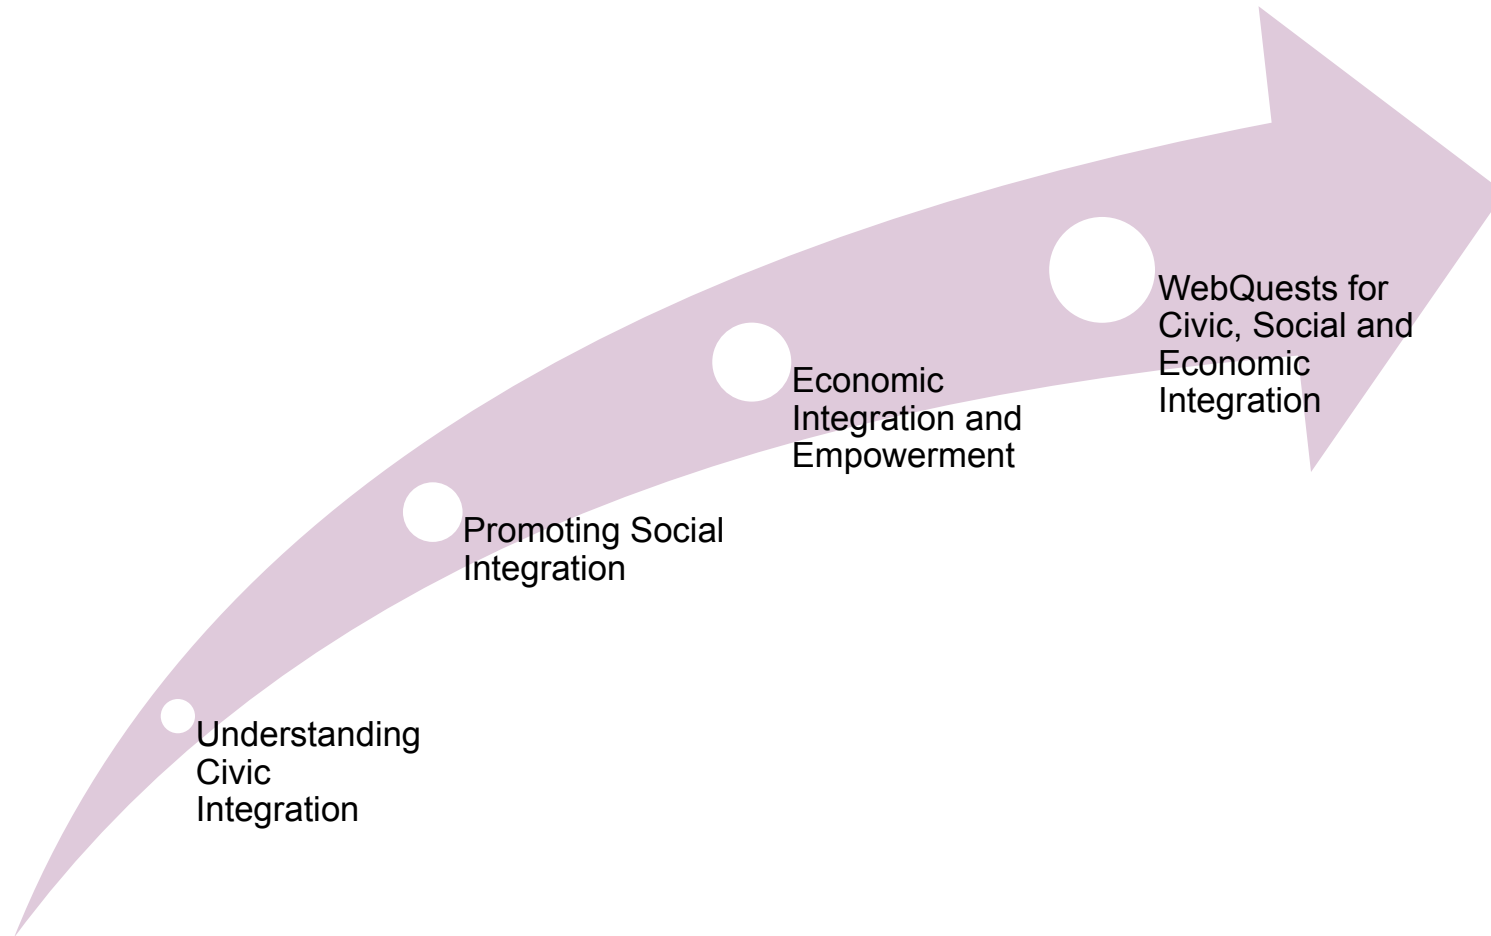 Understanding
Civic
Integration
Promoting Social
Integration
Economic
Integration and
Empowerment
WebQuests for
Civic, Social and
Economic
Integration